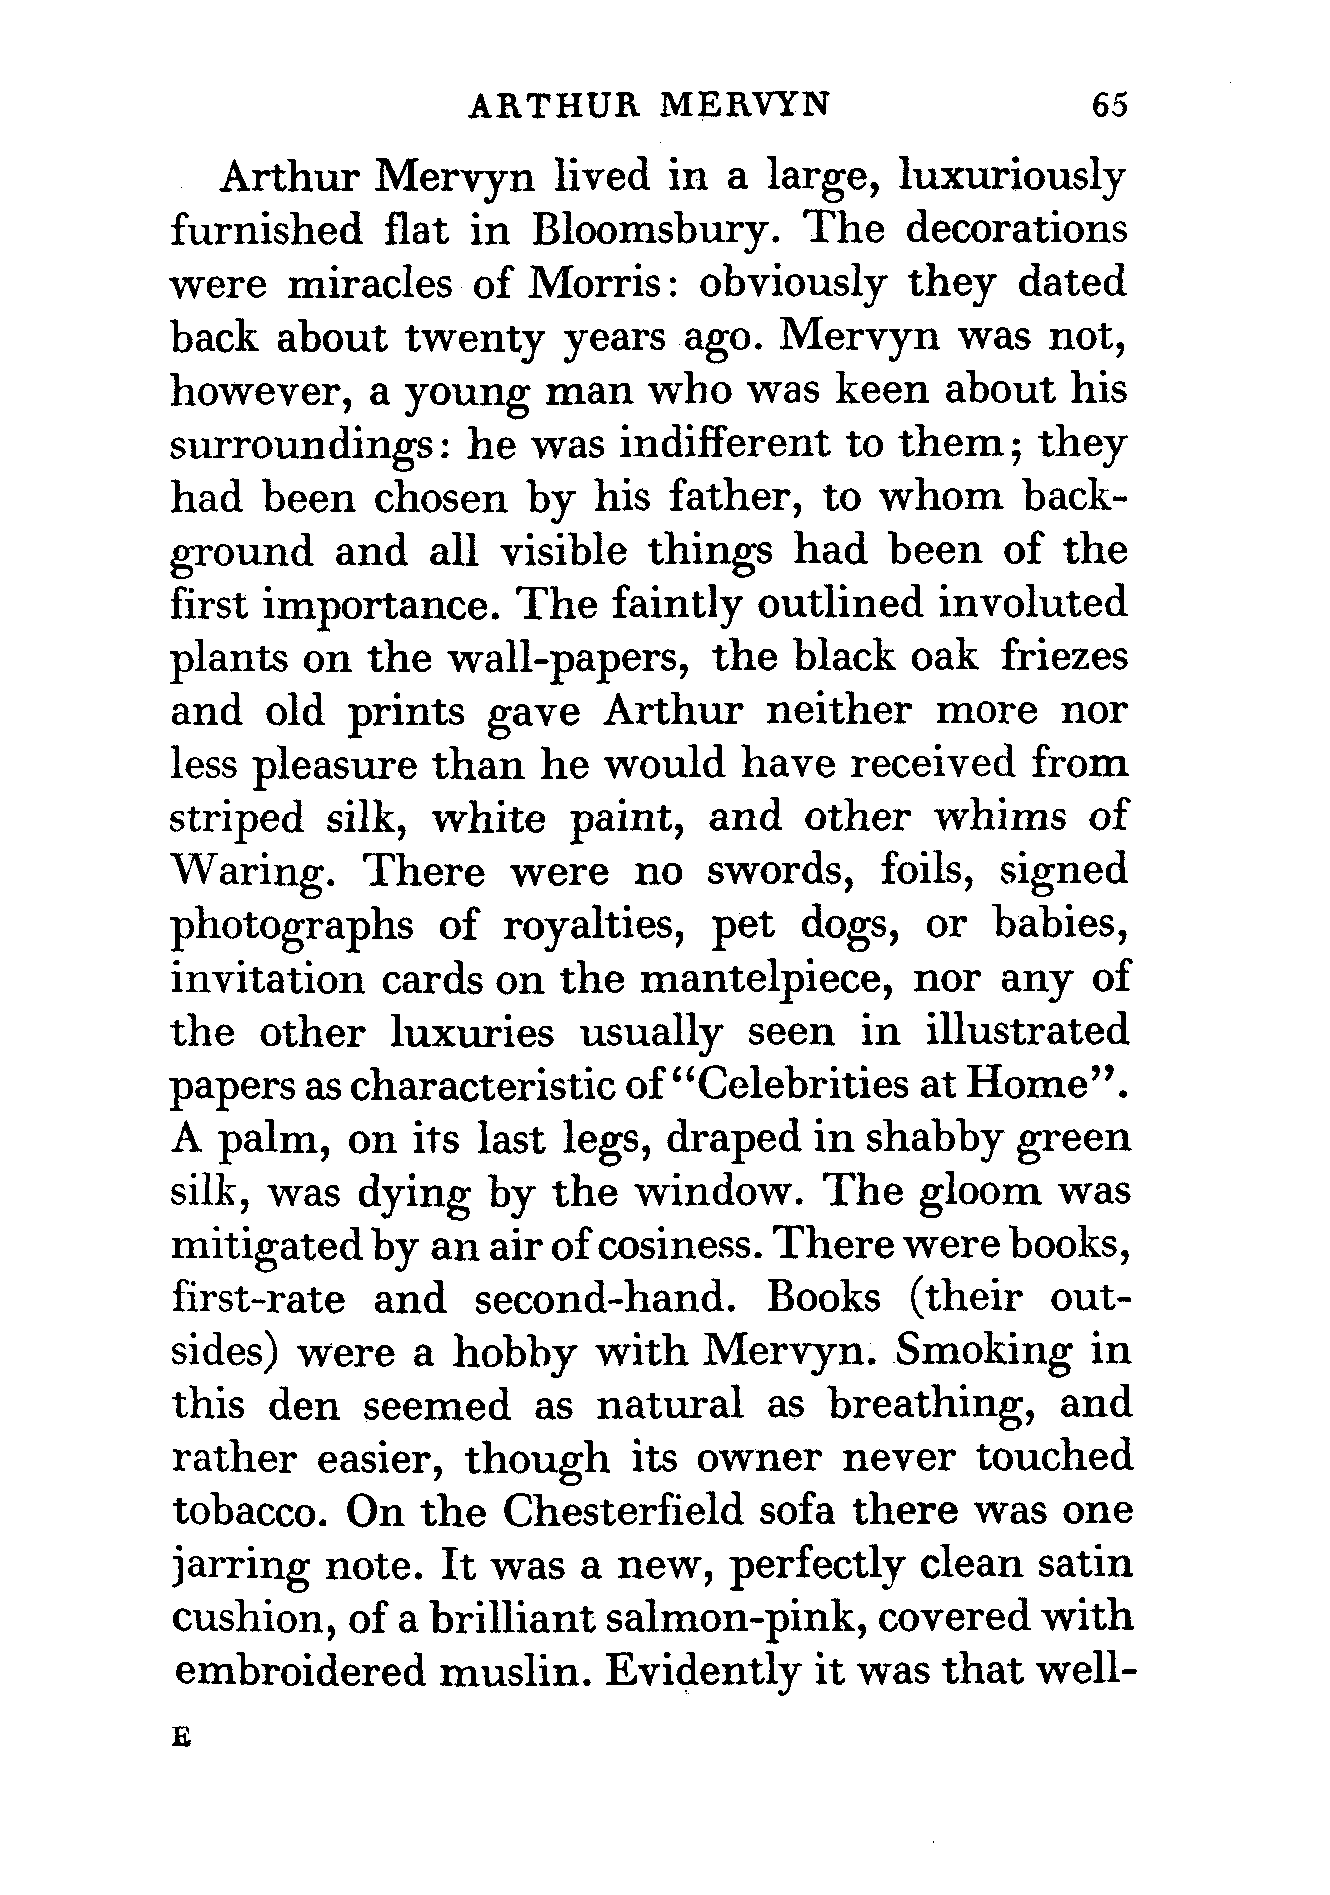 ARTHUR MERVYN 65
Arthur Mervyn lived in a large, luxuriously
furnished flat in Bloomsbury. The decorations
were miracles of Morris: obviously they dated
back about twenty years ago. Mervyn was not,
however, a young man who was keen about his
surroundings: he was indifferent to them; they
had been chosen by his father, to whom back-
ground and all visible things had been of the
first importance. The faintly outlined involuted
plants on the wall-papers, the black oak friezes
and old prints gave Arthur neither more nor
less pleasure than he would have received from
striped silk, white paint, and other whims of
Waring. There were no swords, foils, signed
photographs of royalties, pet dogs, or babies,
invitation cards on the mantelpiece, nor any of
the other luxuries usually seen in illustrated
papers as characteristic of “Celebrities at Home”.
A palm, on its last legs, draped in shabby green
silk, was dying by the window. The gloom was
mitigated by an air of cosiness. There were books,
first-rate and second-hand. Books (their out-
sides) were a hobby with Mervyn. Smoking in
this den seemed as natural as breathing, and
rather easier, though its owner never touched
tobacco. On the Chesterfield sofa there was one
jarring note. It was a new, perfectly clean satin
cushion, of a brilliant salmon-pink, covered with
embroidered muslin. Evidently it was that well-
E